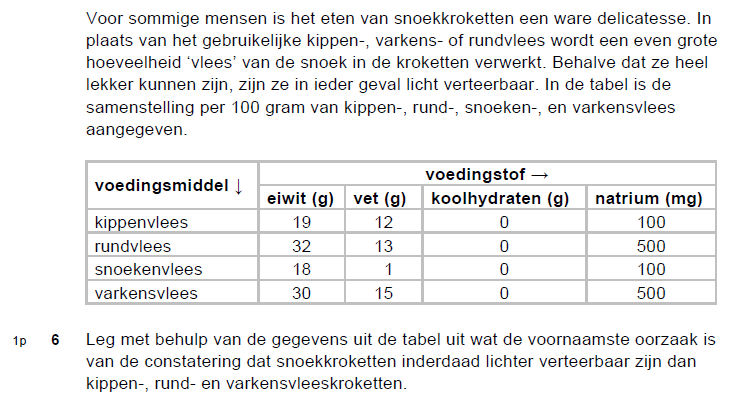 Voor sommige mensen is het eten van snoekkroketten een ware delicatesse. In
plaats van het gebruikelijke kippen-, varkens- of rundvlees wordt een even grote
hoeveelheid ‘vlees’ van de snoek in de kroketten verwerkt. Behalve dat ze heel
lekker kunnen zijn, zijn ze in ieder geval licht verteerbaar. In de tabel is de
samenstelling per 100 gram van kippen-, rund-, snoeken-, en varkensvlees
aangegeven.
voedingsmiddel ↓ voedingstof →
eiwit (g) vet (g) koolhydraten (g) natrium (mg)
kippenvlees 19 12 0 100
rundvlees 32 13 0 500
snoekenvlees 18 1 0 100
varkensvlees 30 15 0 500
1p 6 Leg met behulp van de gegevens uit de tabel uit wat de voornaamste oorzaak is
van de constatering dat snoekkroketten inderdaad lichter verteerbaar zijn dan
kippen-, rund- en varkensvleeskroketten.